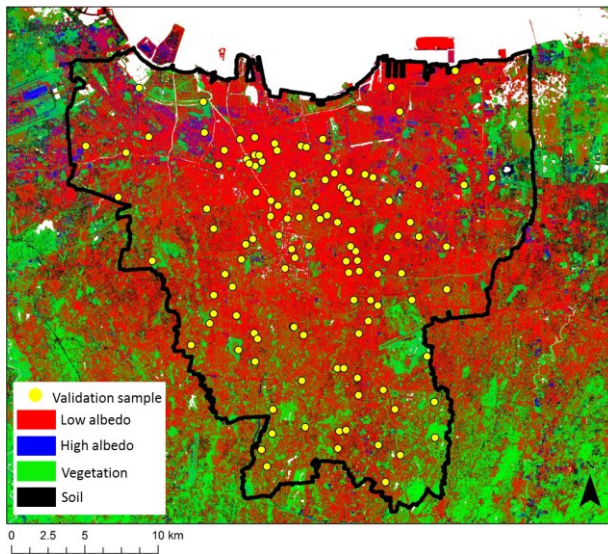 Validation sample
Low albedo
High albedo
Vegetation
Soil
N
0 2.5 5 10 km